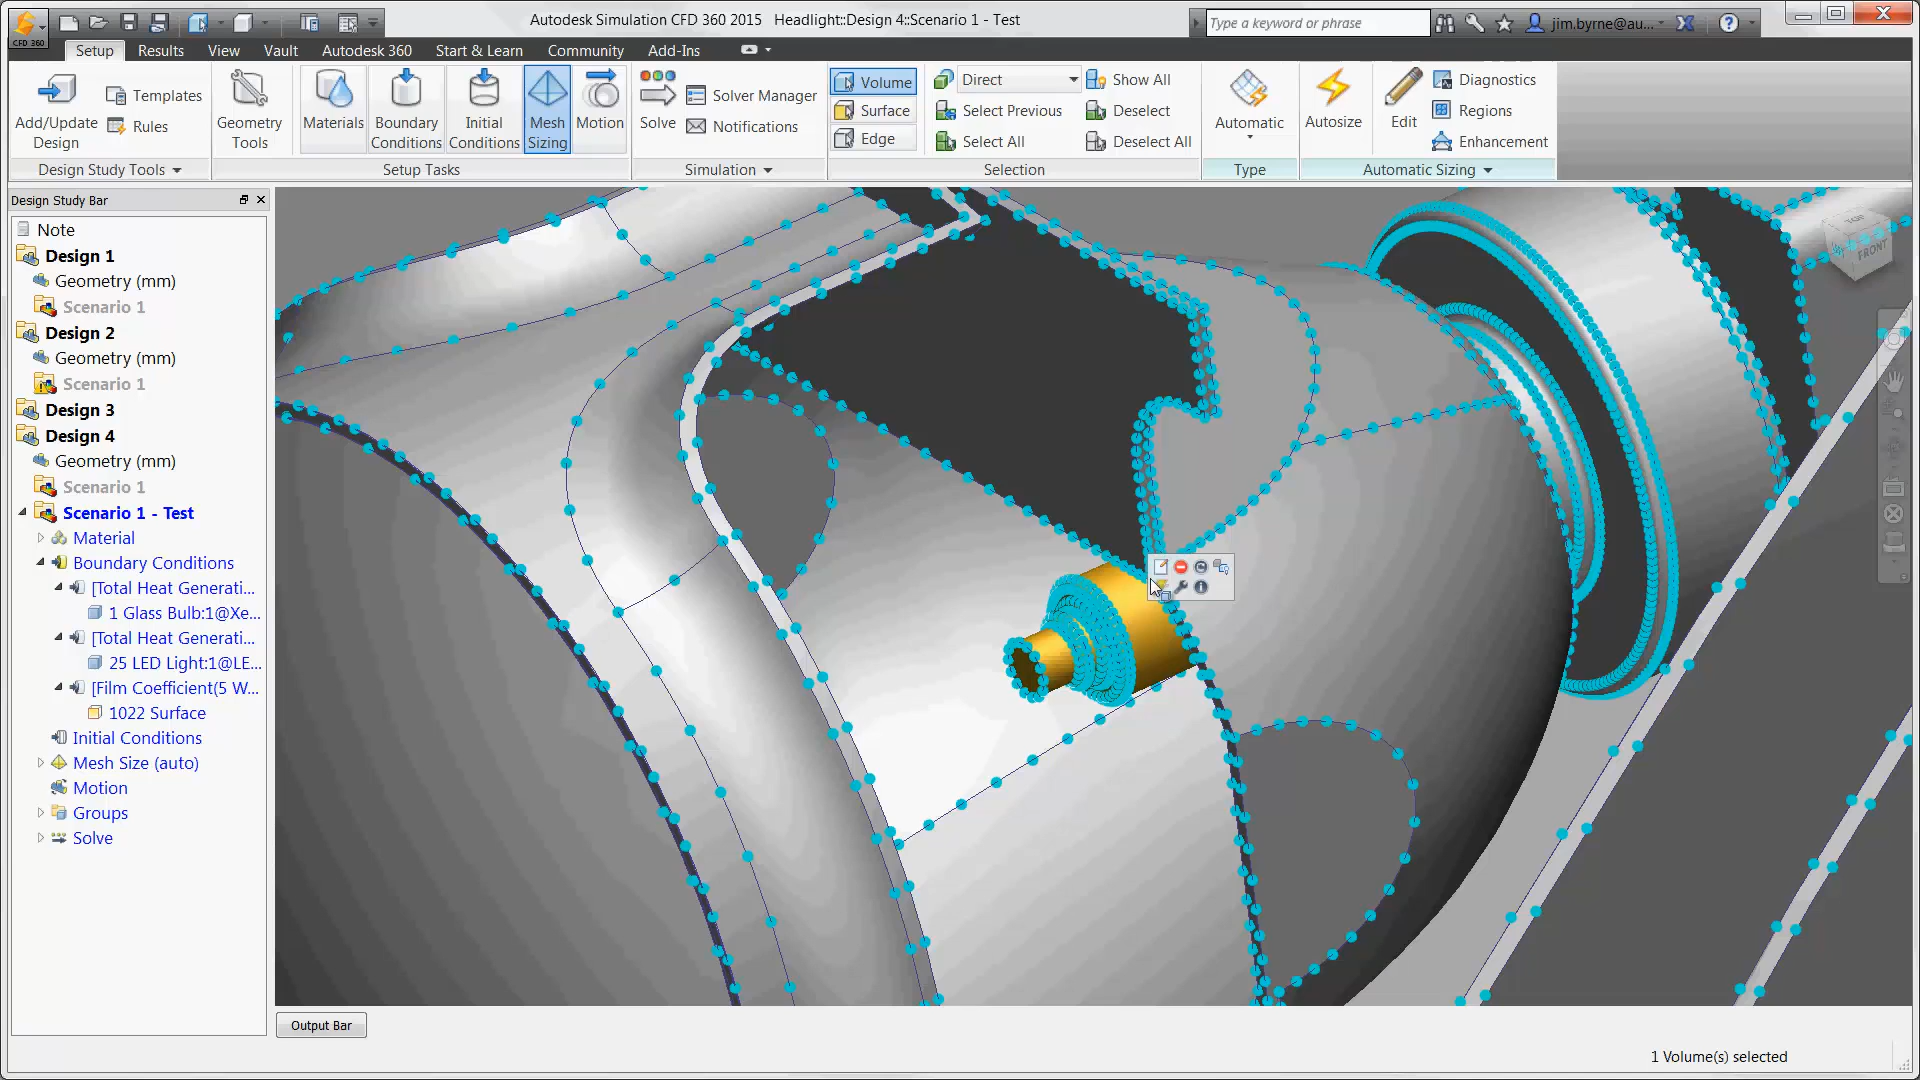 Autodesk Simulation CFD 360 2015 Headlight::Design 4::Scenario 1 - Test
Type a keyword or phrase
jim.byrne@au...
CFD 360
Setup Results View Vault Autodesk 360 Start & Learn Community Add-Ins
Add/Update Design
Templates
Rules
Geometry Tools
Materials
Boundary Conditions
Initial Conditions
Mesh Sizing
Motion
Solve
Solver Manager
Notifications
Volume
Surface
Edge
Direct
Select Previous
Select All
Show All
Deselect
Deselect All
Automatic
Autosize
Edit
Diagnostics
Regions
Enhancement
Design Study Tools
Setup Tasks
Simulation
Selection
Type
Automatic Sizing
Design Study Bar
Note
Design 1
Geometry (mm)
Scenario 1
Design 2
Geometry (mm)
Scenario 1
Design 3
Design 4
Geometry (mm)
Scenario 1
Scenario 1 - Test
Material
Boundary Conditions
[Total Heat Generati...
1 Glass Bulb:1@Xe...
[Total Heat Generati...
25 LED Light:1@LE...
[Film Coefficient(5 W...
1022 Surface
Initial Conditions
Mesh Size (auto)
Motion
Groups
Solve
TOP
FRONT
Output Bar
1 Volume(s) selected